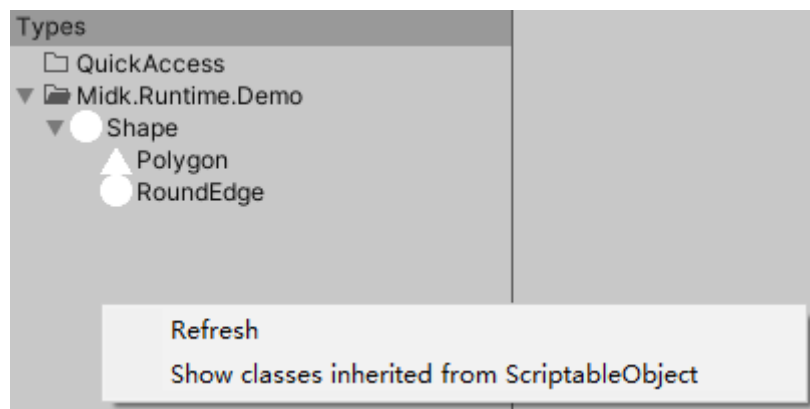 Types
QuickAccess
Midk.Runtime.Demo
Shape
Polygon
RoundEdge
Refresh
Show classes inherited from ScriptableObject